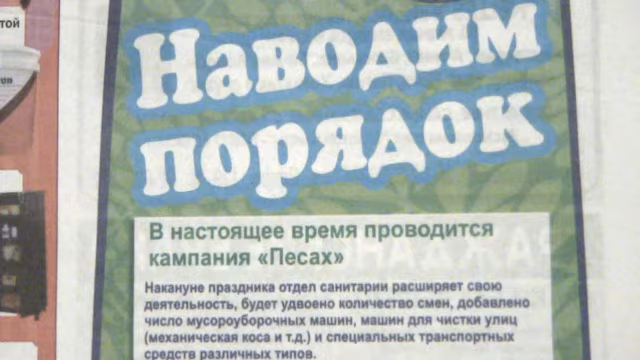 той
Наводим
порядок
В настоящее время проводится
кампания «Песах»
Накануне праздника отдел санитарии расширяет свою
деятельность, будет удвоено количество смен, добавлено
число мусороуборочных машин, машин для чистки улиц
(механическая коса и т.д.) и специальных транспортных
средств различных типов.